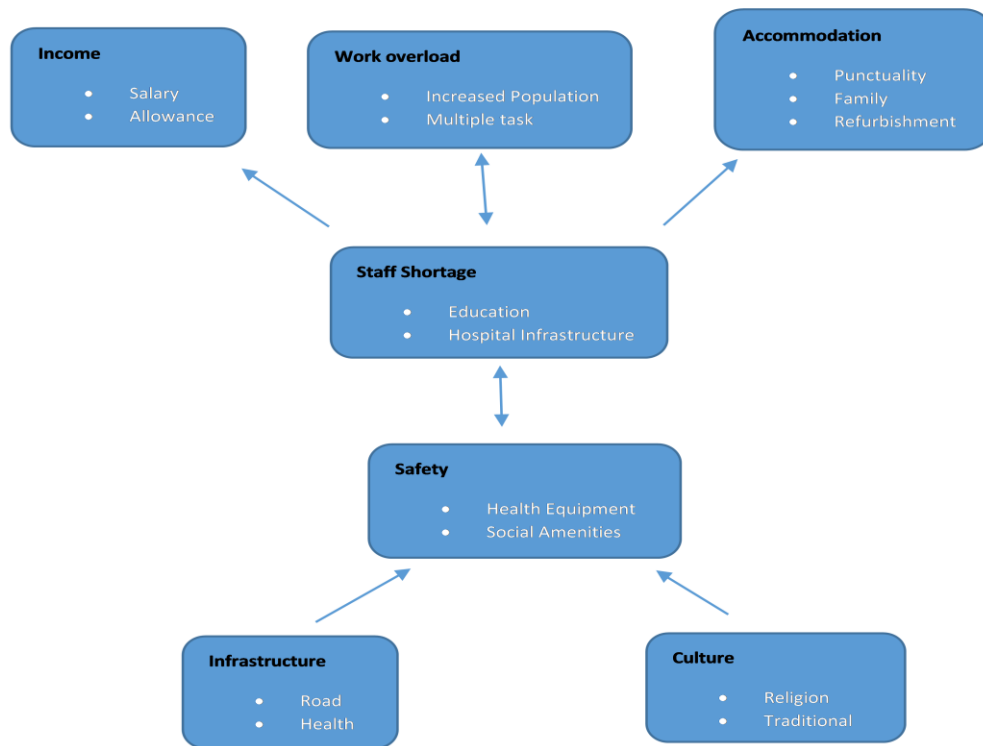 Income
Salary
Allowance
Work overload
Increased Population
Multiple task
Accommodation
Punctuality
Family
Refurbishment
Staff Shortage
Education
Hospital Infrastructure
Safety
Health Equipment
Social Amenities
Infrastructure
Road
Health
Culture
Religion
Traditional